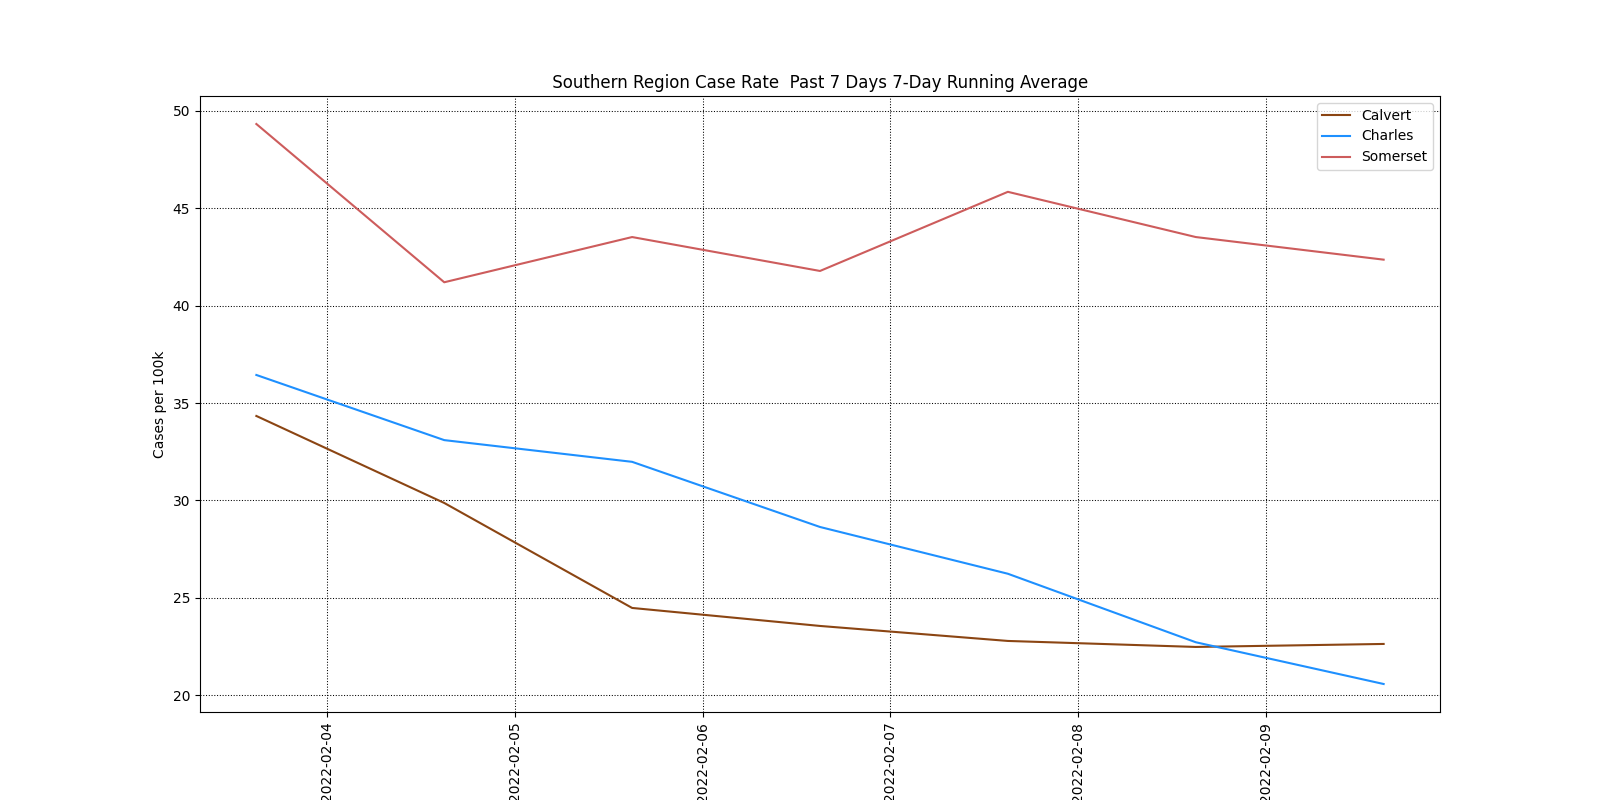 Southern Region Case Rate  Past 7 Days 7-Day Running Average
Calvert
Charles
Somerset
Cases per 100k
50
45
40
35
30
25
20
2022-02-04
2022-02-05
2022-02-06
2022-02-07
2022-02-08
2022-02-09